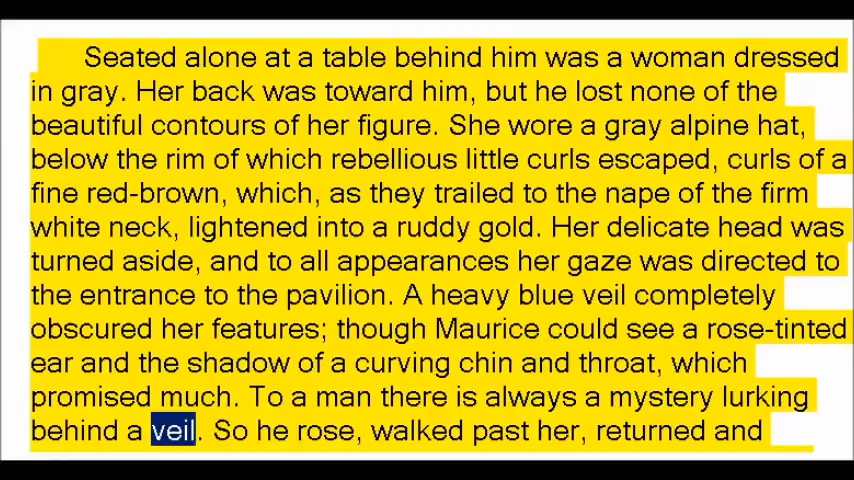 Seated alone at a table behind him was a woman dressed
in gray. Her back was toward him, but he lost none of the
beautiful contours of her figure. She wore a gray alpine hat,
below the rim of which rebellious little curls escaped, curls of a
fine red-brown, which, as they trailed to the nape of the firm
white neck, lightened into a ruddy gold. Her delicate head was
turned aside, and to all appearances her gaze was directed to
the entrance to the pavilion. A heavy blue veil completely
obscured her features; though Maurice could see a rose-tinted
ear and the shadow of a curving chin and throat, which
promised much. To a man there is always a mystery lurking
behind a veil. So he rose, walked past her, returned and